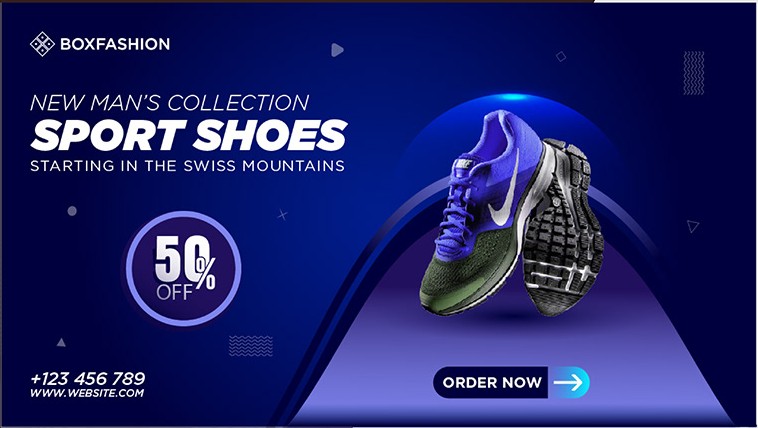 BOXFASHION
NEW MAN'S COLLECTION
SPORT SHOES
STARTING IN THE SWISS MOUNTAINS
50%
OFF
+123 456 789
WWW.WEBSITE.COM
ORDER NOW